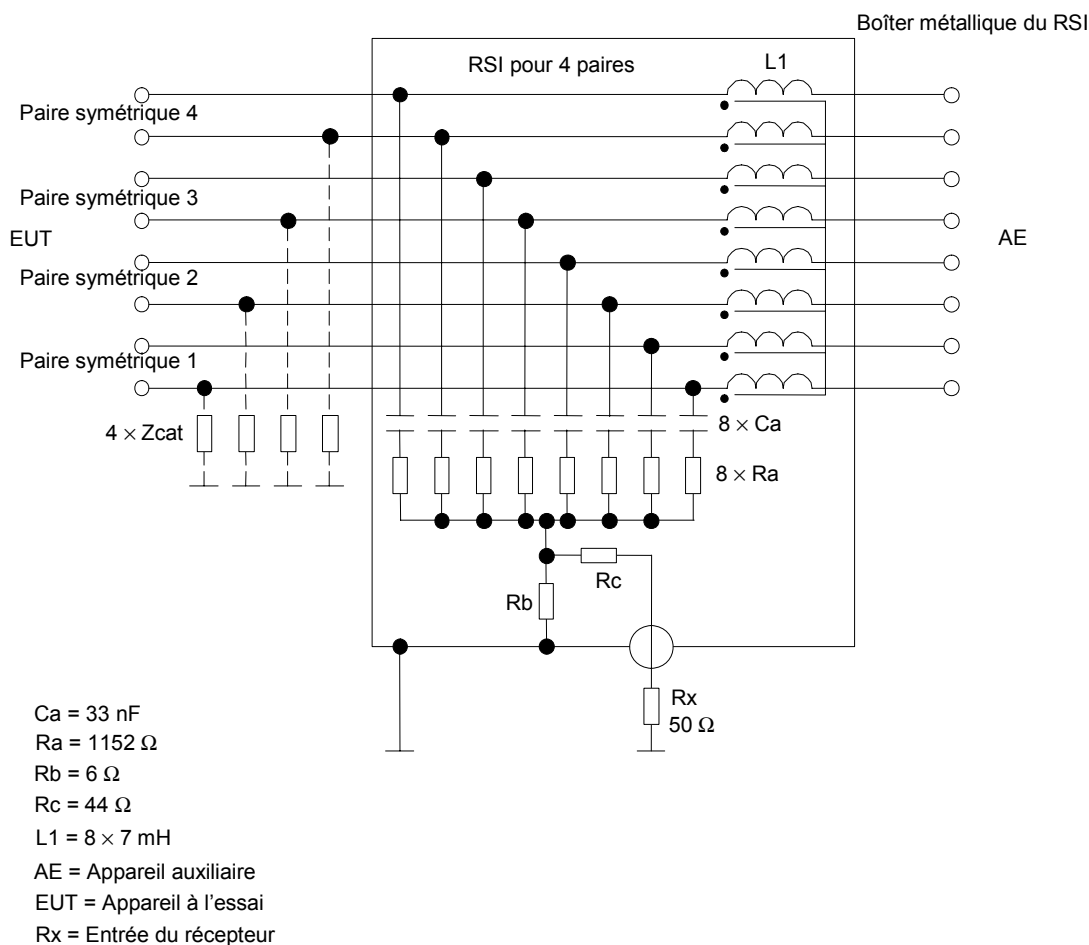 Boîter métallique du RSI
RSI pour 4 paires
L1
Paire symétrique 4
Paire symétrique 3
EUT
AE
Paire symétrique 2
Paire symétrique 1
4 × Zcat
8 × Ca
8 × Ra
Rc
Rb
Rx
50 Ω
Ca = 33 nF
Ra = 1152 Ω
Rb = 6 Ω
Rc = 44 Ω
L1 = 8 × 7 mH
AE = Appareil auxiliaire
EUT = Appareil à l'essai
Rx = Entrée du récepteur